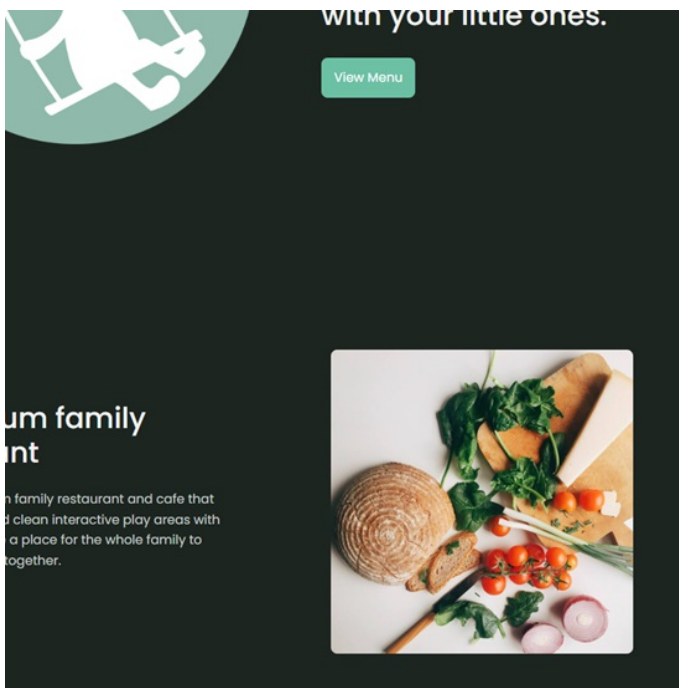 with your little ones.
View Menu
um family
ant
family restaurant and cafe that
clean interactive play areas with
a place for the whole family to
together.